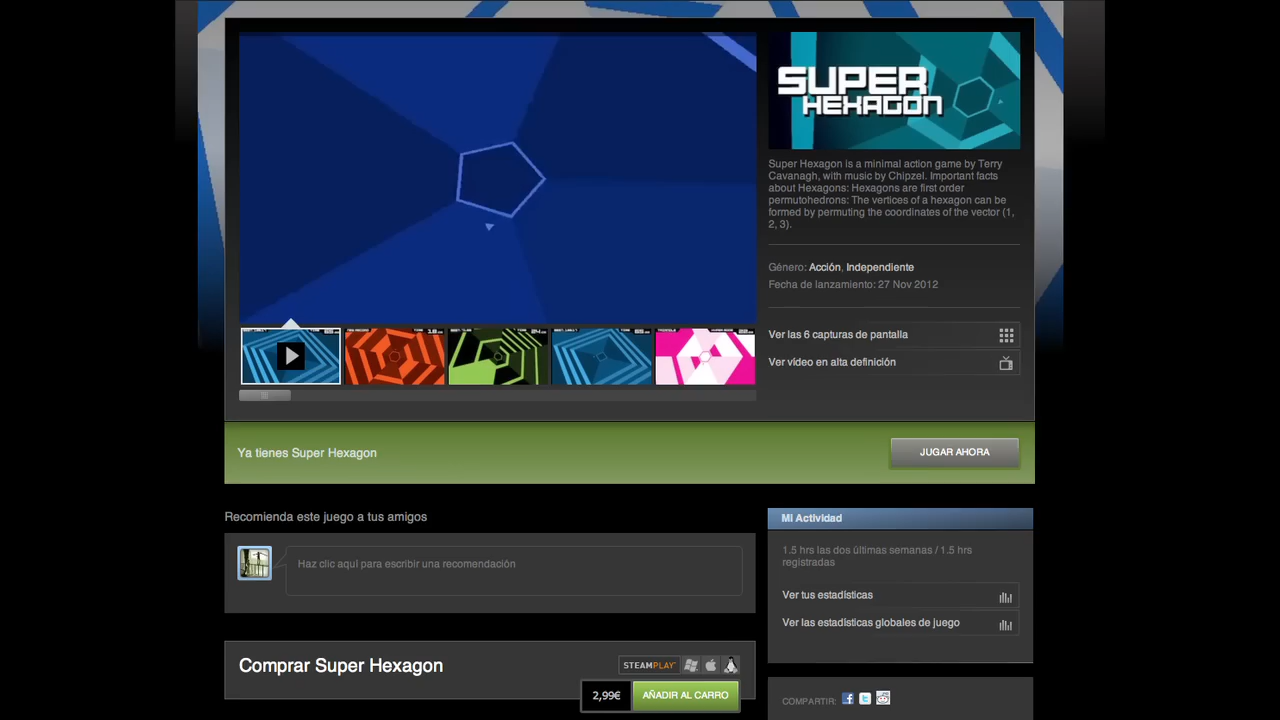 SUPER
HEXAGON
Super Hexagon is a minimal action game by Terry
Cavanagh, with music by Chipzel. Important facts
about Hexagons: Hexagons are first order
permutohedrons: The vertices of a hexagon can be
formed by permuting the coordinates of the vector (1,
2, 3).
Género: Acción, Independiente
Fecha de lanzamiento: 27 Nov 2012
Ver las 6 capturas de pantalla
Ver vídeo en alta definición
Ya tienes Super Hexagon
JUGAR AHORA
Recomienda este juego a tus amigos
Haz clic aquí para escribir una recomendación
Mi Actividad
1.5 hrs las dos últimas semanas / 1.5 hrs
registradas
Ver tus estadísticas
Ver las estadísticas globales de juego
Comprar Super Hexagon
STEAMPLAY
2,99€
AÑADIR AL CARRO
COMPARTIR: